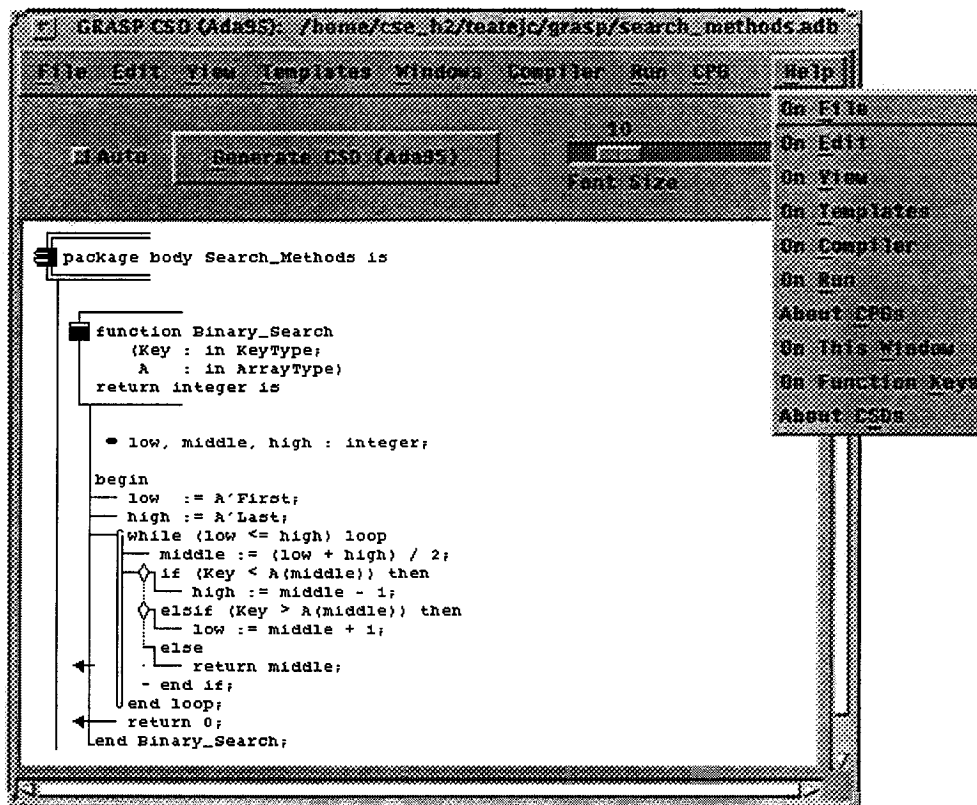 GRASP CSD (Ada95): /home/cse_h2/teatejc/grasp/search_methods.adb
File Edit View Templates Windows Compiler Run CPG Help
On File
On Edit
On View
On Templates
On Compiler
On Run
About CPGs
On This Window
On Function Keys
About CSDs
Auto
Generate CSD (Ada95)
10
Font Size
package body Search_Methods is
function Binary_Search
(Key : in KeyType;
A : in ArrayType)
return integer is
low, middle, high : integer;
begin
low := A'First;
high := A'Last;
while (low <= high) loop
middle := (low + high) / 2;
if (Key < A(middle)) then
high := middle - 1;
elsif (Key > A(middle)) then
low := middle + 1;
else
return middle;
end if;
end loop;
return 0;
end Binary_Search;